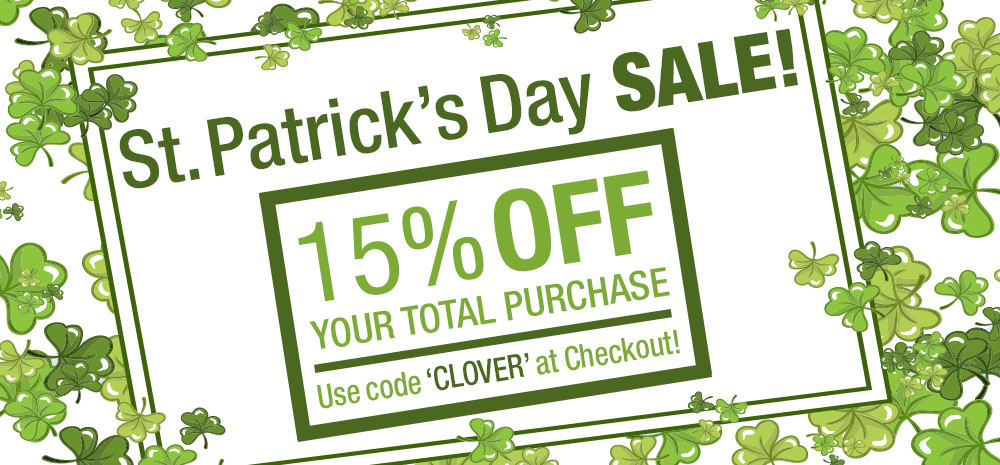 St. Patrick’s Day SALE!
15% OFF
YOUR TOTAL PURCHASE
Use code ‘CLOVER’ at Checkout!